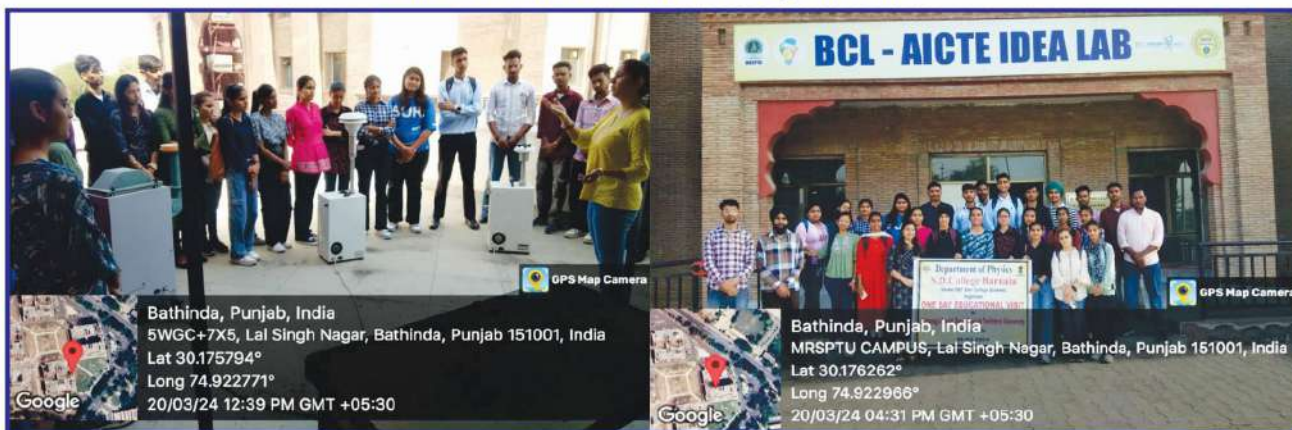 GPS Map Camera
Bathinda, Punjab, India
5WGC+7X5, Lal Singh Nagar, Bathinda, Punjab 151001, India
Lat 30.175794°
Long 74.922771°
20/03/24 12:39 PM GMT +05:30
Google
BCL - AICTE IDEA LAB
Department of Physics
S.D.College Barnala
ONE DAY EDUCATIONAL VISIT
GPS Map Camera
Bathinda, Punjab, India
MRSPTU CAMPUS, Lal Singh Nagar, Bathinda, Punjab 151001, India
Lat 30.176262°
Long 74.922966°
20/03/24 04:31 PM GMT +05:30
Google